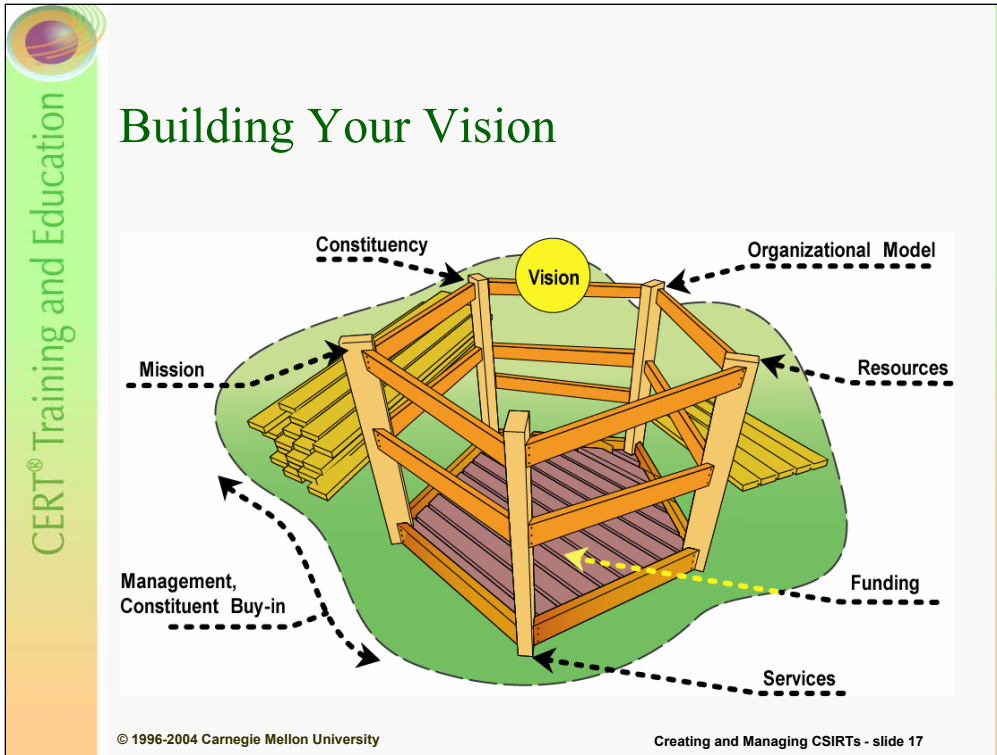 CERT® Training and Education
Building Your Vision
Constituency
Vision
Organizational Model
Mission
Resources
Management,
Constituent Buy-in
Funding
Services
© 1996-2004 Carnegie Mellon University
Creating and Managing CSIRTs - slide 17